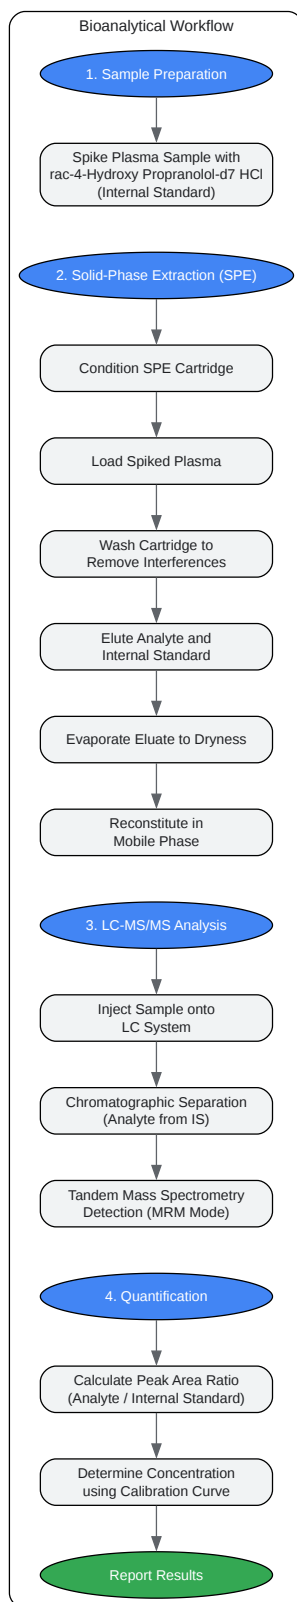 Bioanalytical Workflow
1. Sample Preparation
Spike Plasma Sample with
rac-4-Hydroxy Propranolol-d7 HCl
(Internal Standard)
2. Solid-Phase Extraction (SPE)
Condition SPE Cartridge
Load Spiked Plasma
Wash Cartridge to
Remove Interferences
Elute Analyte and
Internal Standard
Evaporate Eluate to Dryness
Reconstitute in
Mobile Phase
3. LC-MS/MS Analysis
Inject Sample onto
LC System
Chromatographic Separation
(Analyte from IS)
Tandem Mass Spectrometry
Detection (MRM Mode)
4. Quantification
Calculate Peak Area Ratio
(Analyte / Internal Standard)
Determine Concentration
using Calibration Curve
Report Results